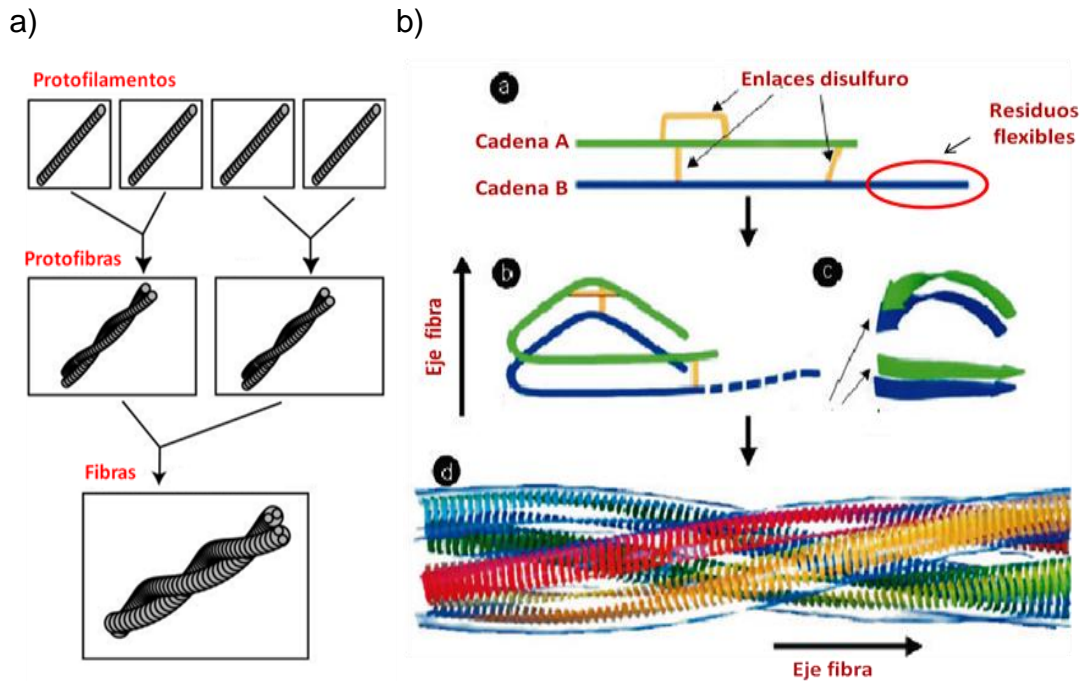 a)
b)
Protofilamentos
Protofibras
Fibras
a
Enlaces disulfuro
Residuos
flexibles
Cadena A
Cadena B
b
c
Eje fibra
d
Eje fibra